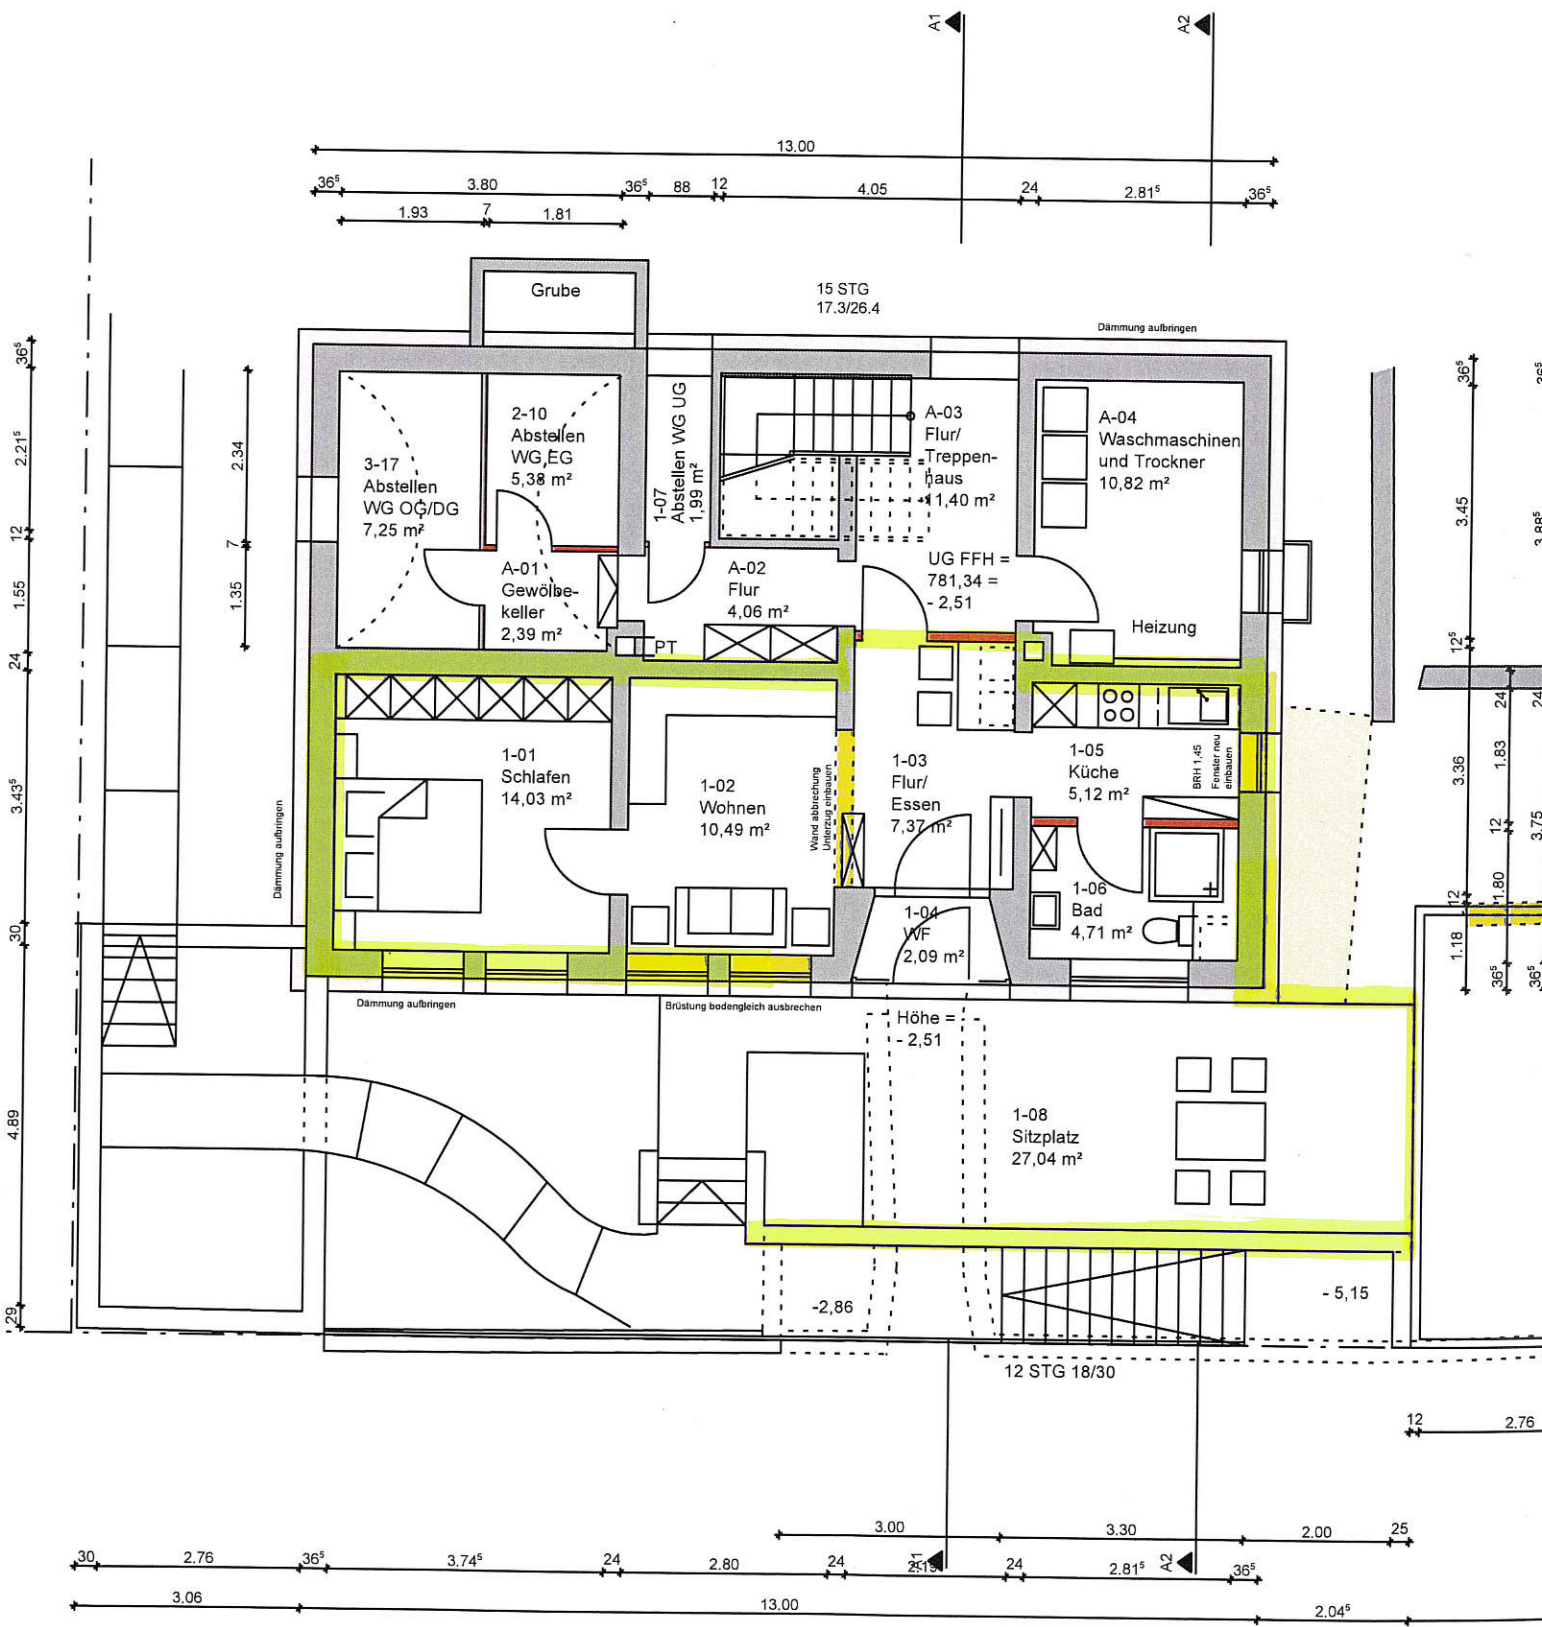 A1
A2
13.00
36⁵
3.80
36⁵
88
12
4.05
24
2.81⁵
36⁵
1.93
7
1.81
Grube
15 STG
17.3/26.4
Dämmung aufbringen
36⁵
2.21⁵
12
1.55
24
3.43⁵
30
4.89
29
2.34
7
1.35
3-17
Abstellen
WG OG/DG
7,25 m²
2-10
Abstellen
WG EG
5,38 m²
1-07
Abstellen WG UG
1,99 m²
A-03
Flur/
Treppen-
haus
11,40 m²
A-04
Waschmaschinen
und Trockner
10,82 m²
A-01
Gewölbe-
keller
2,39 m²
A-02
Flur
4,06 m²
UG FFH =
781,34 =
- 2,51
PT
Heizung
1-01
Schlafen
14,03 m²
1-02
Wohnen
10,49 m²
Wand abbrechung
Unterzug einbauen
1-03
Flur/
Essen
7,37 m²
1-05
Küche
5,12 m²
BRH 1,45
Fenster neu
einbauen
Dämmung aufbringen
1-04
WF
2,09 m²
1-06
Bad
4,71 m²
36⁵
3.45
12⁵
3.36
12
1.18
24
1.83
12
1.80
36⁵
36⁵
3.88⁵
24
3.75
36⁵
Dämmung aufbringen
Brüstung bodengleich ausbrechen
Höhe =
- 2,51
1-08
Sitzplatz
27,04 m²
-2,86
- 5,15
12 STG 18/30
12
2.76
3.00
3.30
2.00
25
30
2.76
36⁵
3.74⁵
24
2.80
24
A1
2.19
24
2.81⁵
A2
36⁵
3.06
13.00
2.04⁵